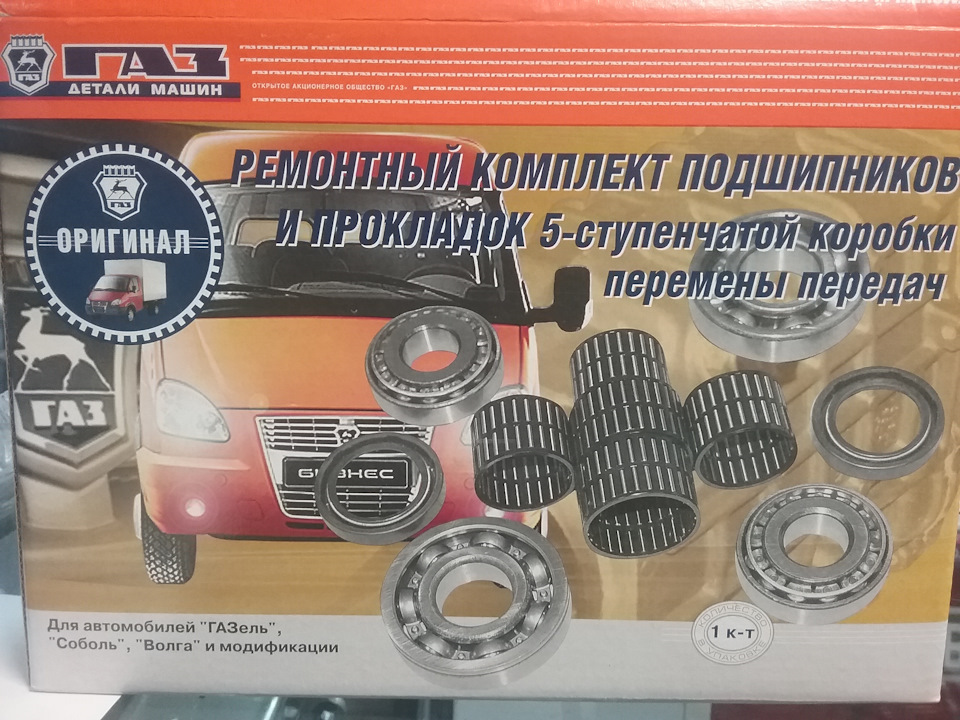 ГАЗ
ГАЗ
ДЕТАЛИ МАШИН
ОТКРЫТОЕ АКЦИОНЕРНОЕ ОБЩЕСТВО «ГАЗ»
РЕМОНТНЫЙ КОМПЛЕКТ ПОДШИПНИКОВ
И ПРОКЛАДОК 5-ступенчатой коробки
перемены передач
ГАЗ
ОРИГИНАЛ
ГАЗ
БИЗНЕС
Для автомобилей "ГАЗель",
"Соболь", "Волга" и модификации
КОЛИЧЕСТВО
1 к-т
В УПАКОВКЕ